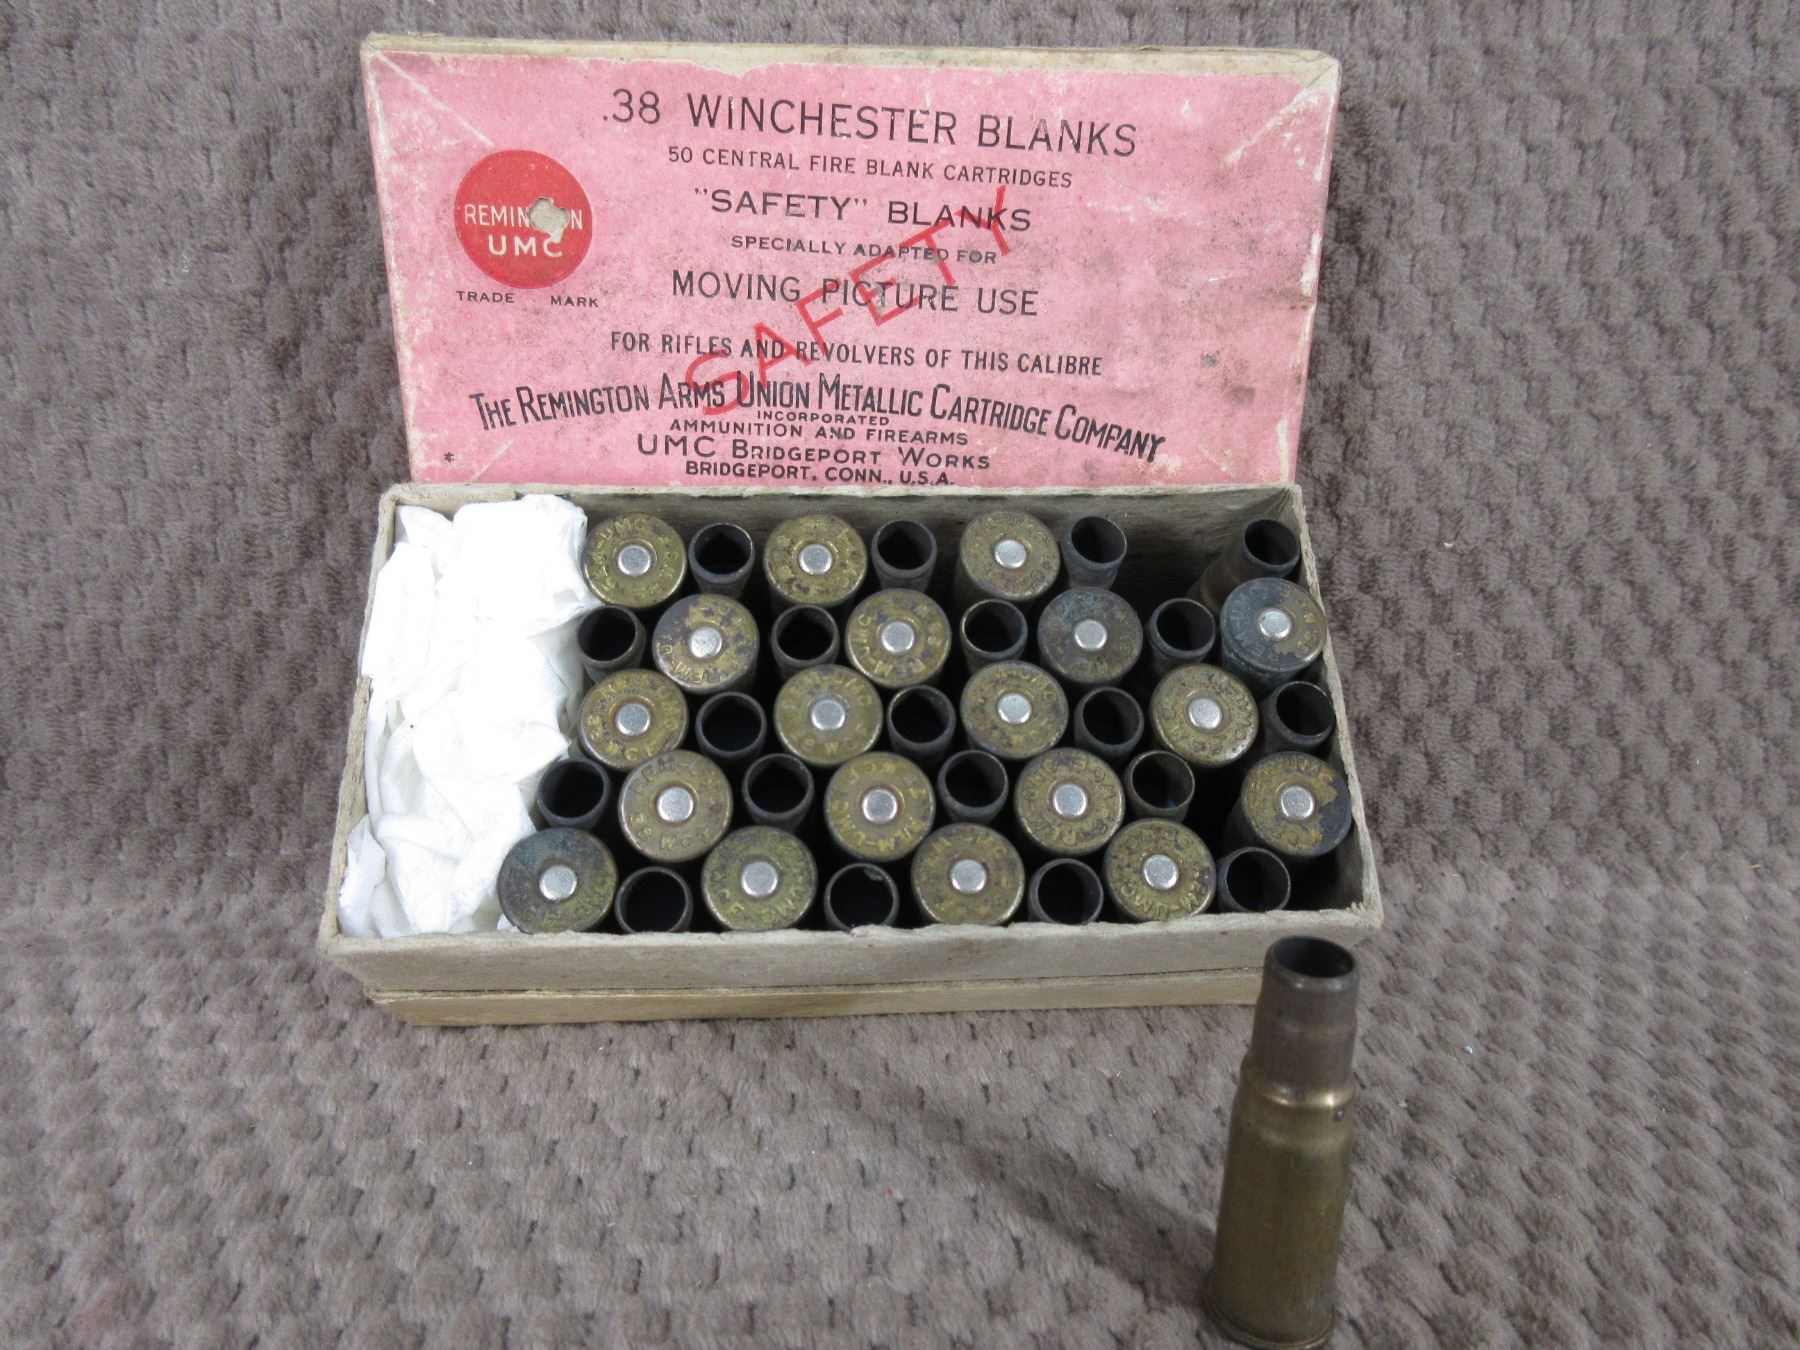 .38 WINCHESTER BLANKS
50 CENTRAL FIRE BLANK CARTRIDGES
"SAFETY" BLANKS
SPECIALLY ADAPTED FOR
MOVING PICTURE USE
FOR RIFLES AND REVOLVERS OF THIS CALIBRE
THE REMINGTON ARMS UNION METALLIC CARTRIDGE COMPANY
INCORPORATED
AMMUNITION AND FIREARMS
UMC BRIDGEPORT WORKS
BRIDGEPORT, CONN., U.S.A.
SAFETY
UMC
TRADE MARK
*